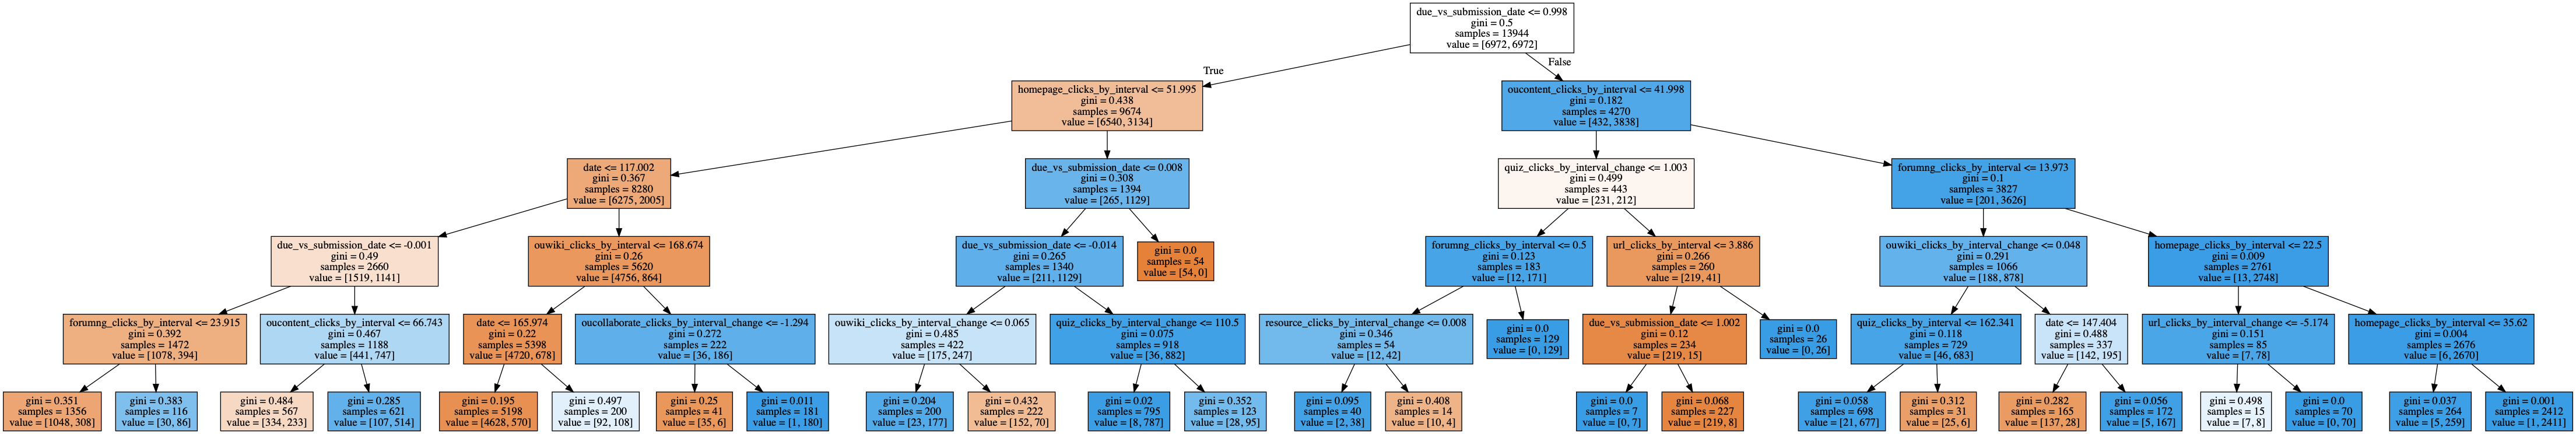 due_vs_submission_date <= 0.998
gini = 0.5
samples = 13944
value = [6972, 6972]
True
False
homepage_clicks_by_interval <= 51.995
gini = 0.438
samples = 9674
value = [6540, 3134]
oucontent_clicks_by_interval <= 41.998
gini = 0.182
samples = 4270
value = [432, 3838]
date <= 117.002
gini = 0.367
samples = 8280
value = [6275, 2005]
due_vs_submission_date <= 0.008
gini = 0.308
samples = 1394
value = [265, 1129]
quiz_clicks_by_interval_change <= 1.003
gini = 0.499
samples = 443
value = [231, 212]
forumng_clicks_by_interval <= 13.973
gini = 0.1
samples = 3827
value = [201, 3626]
due_vs_submission_date <= -0.001
gini = 0.49
samples = 2660
value = [1519, 1141]
ouwiki_clicks_by_interval <= 168.674
gini = 0.26
samples = 5620
value = [4756, 864]
due_vs_submission_date <= -0.014
gini = 0.265
samples = 1340
value = [211, 1129]
gini = 0.0
samples = 54
value = [54, 0]
forumng_clicks_by_interval <= 0.5
gini = 0.123
samples = 183
value = [12, 171]
url_clicks_by_interval <= 3.886
gini = 0.266
samples = 260
value = [219, 41]
ouwiki_clicks_by_interval_change <= 0.048
gini = 0.291
samples = 1066
value = [188, 878]
homepage_clicks_by_interval <= 22.5
gini = 0.009
samples = 2761
value = [13, 2748]
forumng_clicks_by_interval <= 23.915
gini = 0.392
samples = 1472
value = [1078, 394]
oucontent_clicks_by_interval <= 66.743
gini = 0.467
samples = 1188
value = [441, 747]
date <= 165.974
gini = 0.22
samples = 5398
value = [4720, 678]
oucollaborate_clicks_by_interval_change <= -1.294
gini = 0.272
samples = 222
value = [36, 186]
ouwiki_clicks_by_interval_change <= 0.065
gini = 0.485
samples = 422
value = [175, 247]
quiz_clicks_by_interval_change <= 110.5
gini = 0.075
samples = 918
value = [36, 882]
resource_clicks_by_interval_change <= 0.008
gini = 0.346
samples = 54
value = [12, 42]
gini = 0.0
samples = 129
value = [0, 129]
due_vs_submission_date <= 1.002
gini = 0.12
samples = 234
value = [219, 15]
gini = 0.0
samples = 26
value = [0, 26]
quiz_clicks_by_interval <= 162.341
gini = 0.118
samples = 729
value = [46, 683]
date <= 147.404
gini = 0.488
samples = 337
value = [142, 195]
url_clicks_by_interval_change <= -5.174
gini = 0.151
samples = 85
value = [7, 78]
homepage_clicks_by_interval <= 35.62
gini = 0.004
samples = 2676
value = [6, 2670]
gini = 0.351
samples = 1356
value = [1048, 308]
gini = 0.383
samples = 116
value = [30, 86]
gini = 0.484
samples = 567
value = [334, 233]
gini = 0.285
samples = 621
value = [107, 514]
gini = 0.195
samples = 5198
value = [4628, 570]
gini = 0.497
samples = 200
value = [92, 108]
gini = 0.25
samples = 41
value = [35, 6]
gini = 0.011
samples = 181
value = [1, 180]
gini = 0.204
samples = 200
value = [23, 177]
gini = 0.432
samples = 222
value = [152, 70]
gini = 0.02
samples = 795
value = [8, 787]
gini = 0.352
samples = 123
value = [28, 95]
gini = 0.095
samples = 40
value = [2, 38]
gini = 0.408
samples = 14
value = [10, 4]
gini = 0.0
samples = 7
value = [0, 7]
gini = 0.068
samples = 227
value = [219, 8]
gini = 0.058
samples = 698
value = [21, 677]
gini = 0.312
samples = 31
value = [25, 6]
gini = 0.282
samples = 165
value = [137, 28]
gini = 0.056
samples = 172
value = [5, 167]
gini = 0.498
samples = 15
value = [7, 8]
gini = 0.0
samples = 70
value = [0, 70]
gini = 0.037
samples = 264
value = [5, 259]
gini = 0.001
samples = 2412
value = [1, 2411]